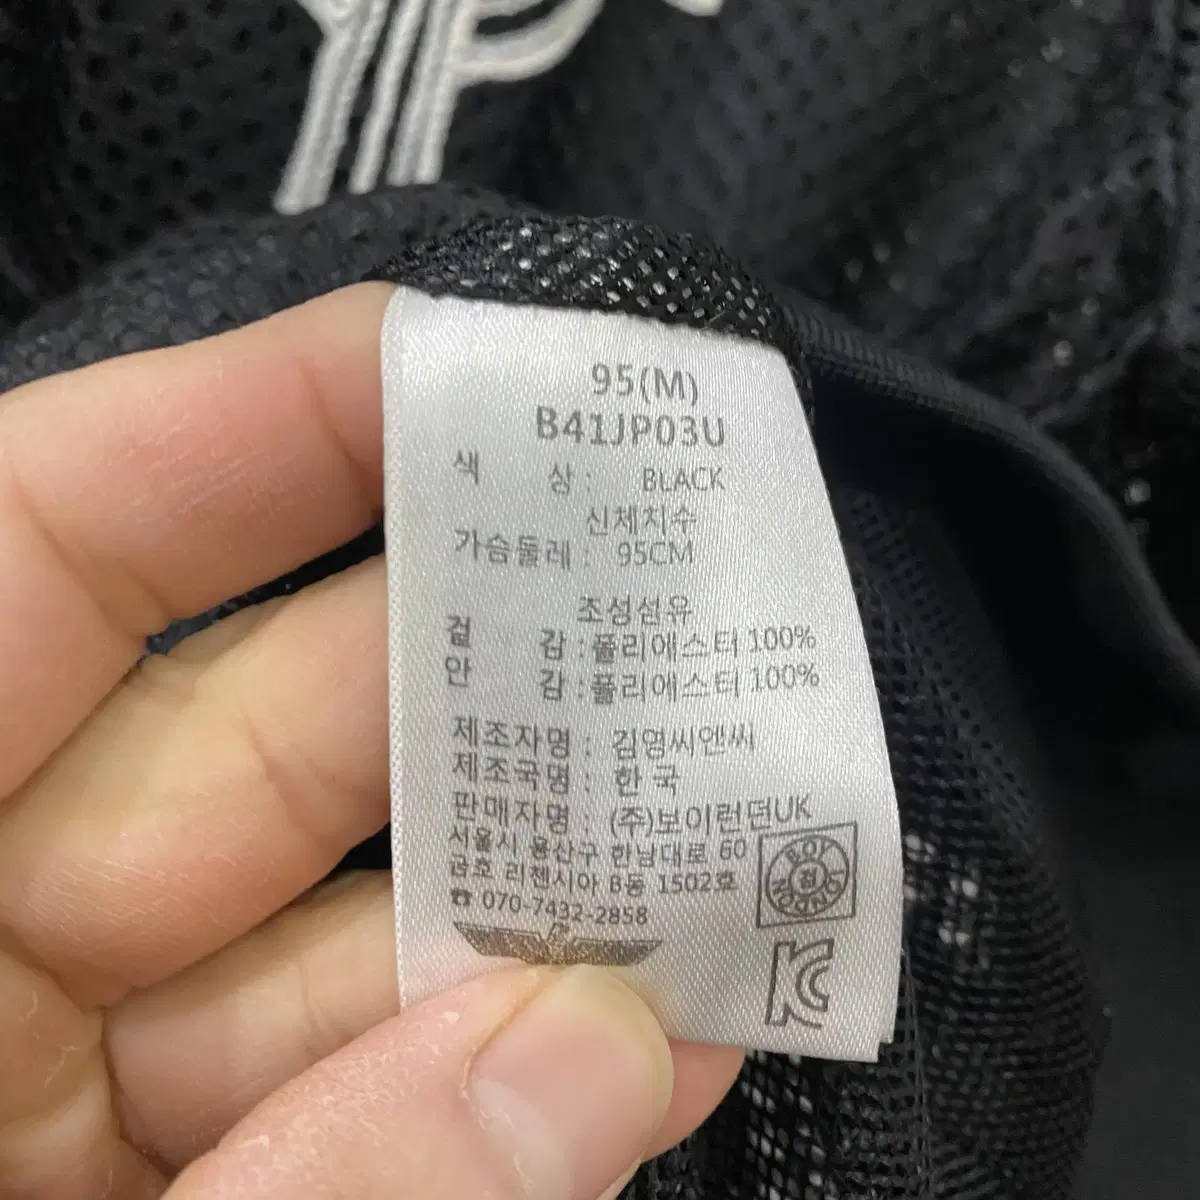 95(M)
B41JP03U
색 상 : BLACK
신체치수
가슴둘레 : 95CM
조성섬유
겉 감 : 폴리에스터 100%
안 감 : 폴리에스터 100%
제조자명 : 김영씨엔씨
제조국명 : 한 국
판매자명 : (주)보이런던UK
서울시 용산구 한남대로 60
금호 리첸시아 B동 1502호
☎ 070-7432-2858
BOY
LONDON
점
KC